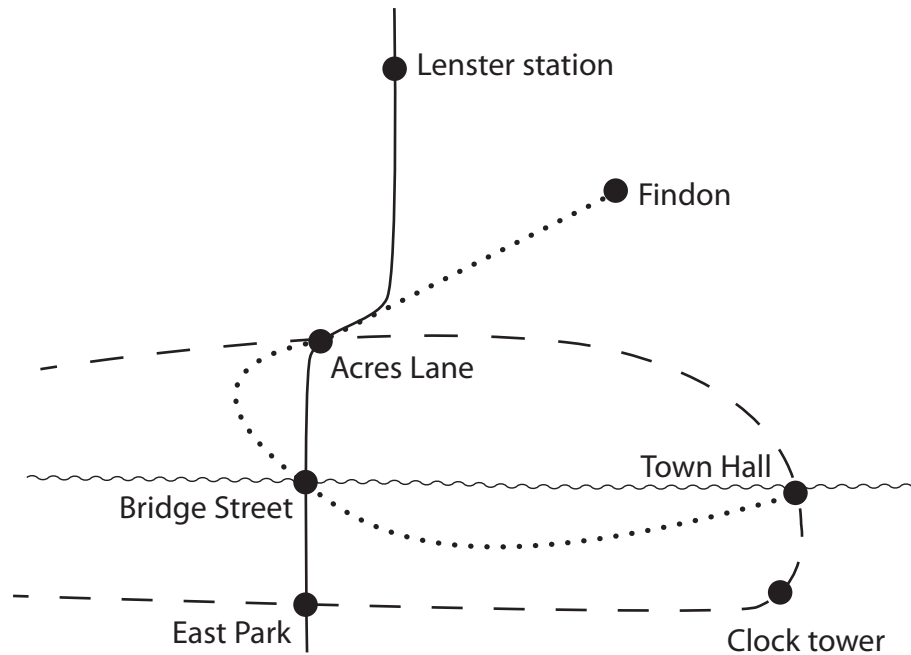 Lenster station
Findon
Acres Lane
Town Hall
Bridge Street
East Park
Clock tower